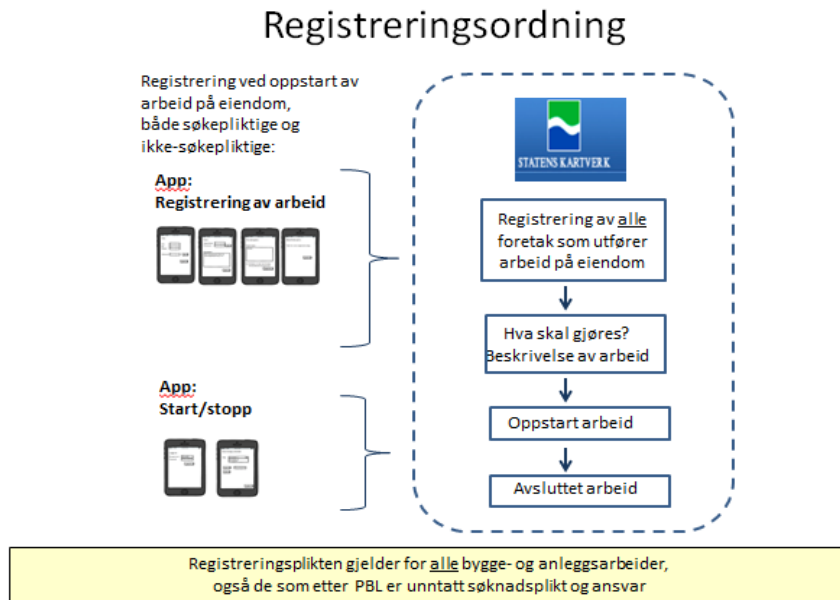 Registreringsordning
Registrering ved oppstart av
arbeid på eiendom,
både søkepliktige og
ikke-søkepliktige:
App:
Registrering av arbeid
App:
Start/stopp
STATENS KARTVERK
Registrering av alle
foretak som utfører
arbeid på eiendom
Hva skal gjøres?
Beskrivelse av arbeid
Oppstart arbeid
Avsluttet arbeid
Registreringsplikten gjelder for alle bygge- og anleggsarbeider,
også de som etter PBL er unntatt søknadsplikt og ansvar